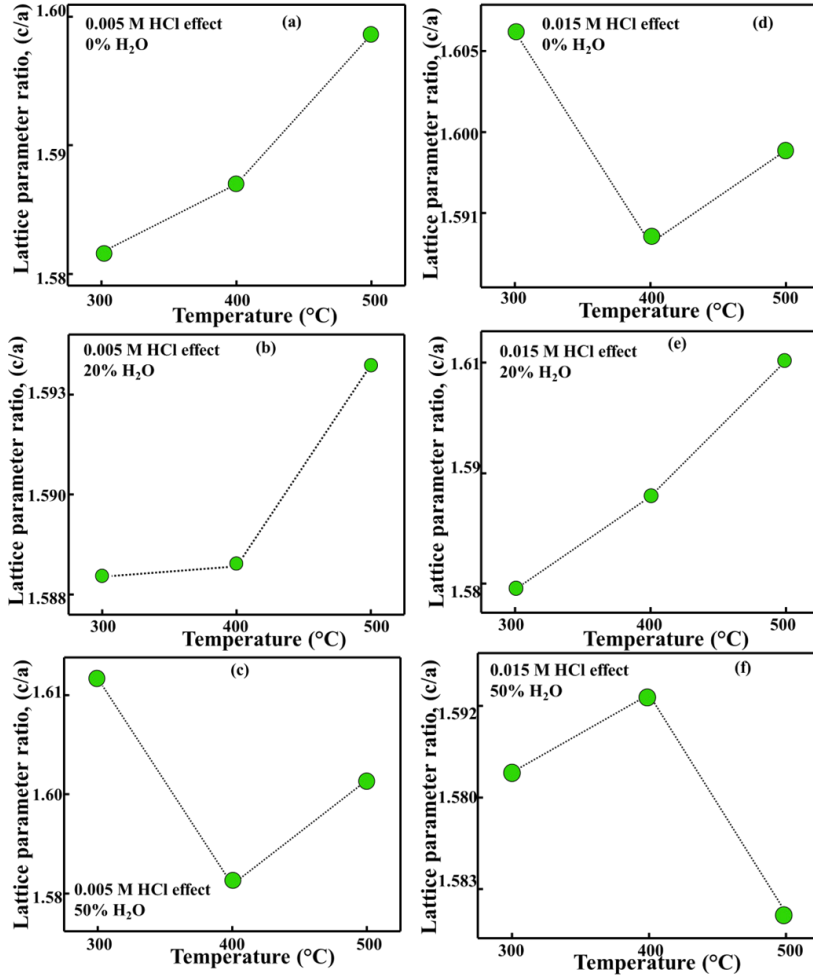 0.005 M HCl effect
0% H₂O
(a)
Lattice parameter ratio, (c/a)
1.60
1.59
1.58
300
400
500
Temperature (°C)
0.015 M HCl effect
0% H₂O
(d)
Lattice parameter ratio, (c/a)
1.605
1.600
1.591
300
400
500
Temperature (°C)
0.005 M HCl effect
20% H₂O
(b)
Lattice parameter ratio, (c/a)
1.593
1.590
1.588
300
400
500
Temperature (°C)
0.015 M HCl effect
20% H₂O
(e)
Lattice parameter ratio, (c/a)
1.61
1.59
1.58
300
400
500
Temperature (°C)
(c)
Lattice parameter ratio, (c/a)
1.61
1.60
1.58
0.005 M HCl effect
50% H₂O
300
400
500
Temperature (°C)
0.015 M HCl effect
50% H₂O
(f)
Lattice parameter ratio, (c/a)
1.592
1.580
1.583
300
400
500
Temperature (°C)